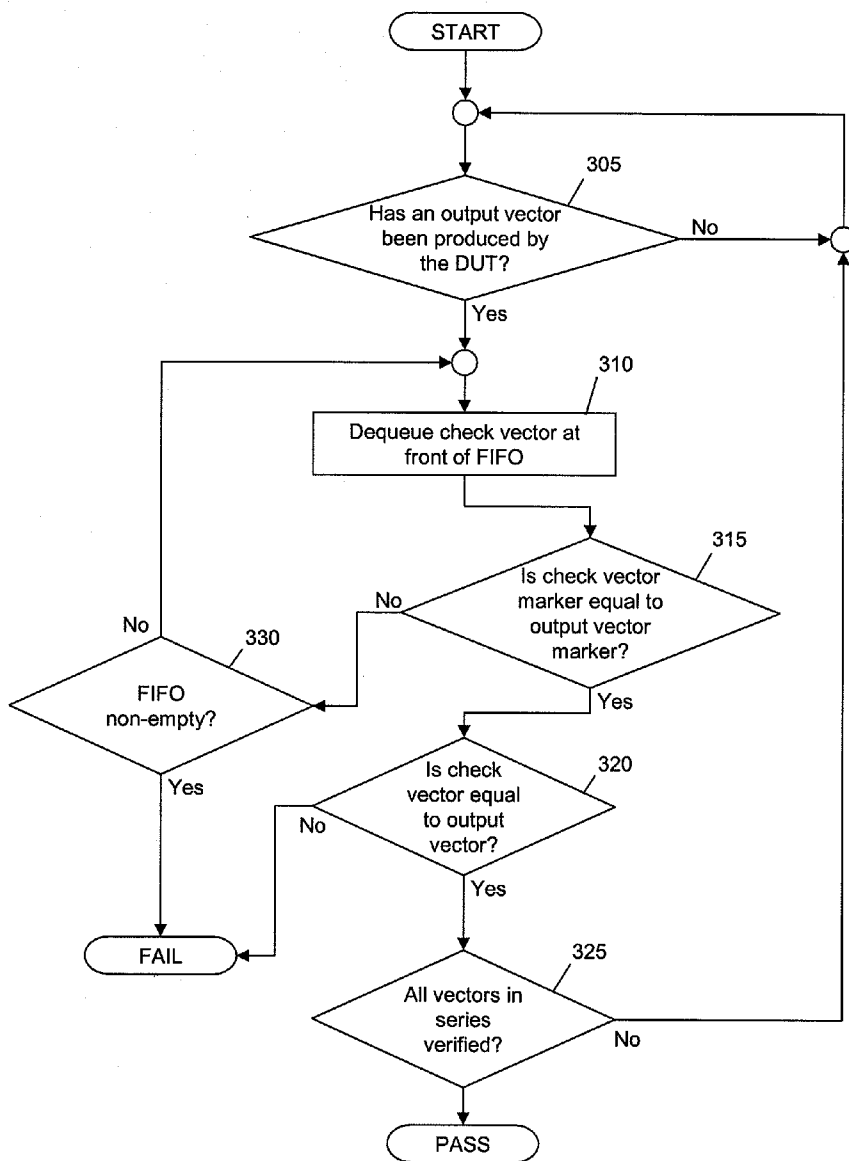 START
305
Has an output vector
been produced by
the DUT?
No
Yes
310
Dequeue check vector at
front of FIFO
315
Is check vector
marker equal to
output vector
marker?
No
Yes
No
330
FIFO
non-empty?
Yes
320
Is check
vector equal
to output
vector?
No
Yes
FAIL
325
All vectors in
series
verified?
No
PASS